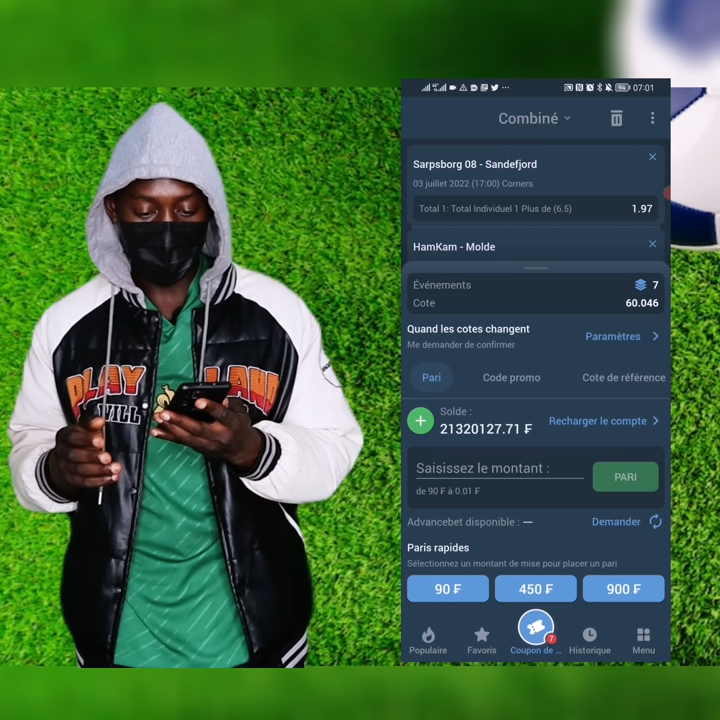 PLAY LAND
WILL
07:01
Combiné
Sarpsborg 08 - Sandefjord
03 juillet 2022 (17:00) Corners
Total 1: Total Individuel 1 Plus de (6.5) 1.97
HamKam - Molde
Événements 7
Cote 60.046
Quand les cotes changent
Me demander de confirmer
Paramètres
Pari Code promo Cote de référence
Solde :
21320127.71 ₣
Recharger le compte
Saisissez le montant :
de 90 ₣ à 0.01 ₣
PARI
Advancebet disponible : —
Demander
Paris rapides
Sélectionnez un montant de mise pour placer un pari
90 ₣ 450 ₣ 900 ₣
7
Populaire Favoris Coupon de ... Historique Menu